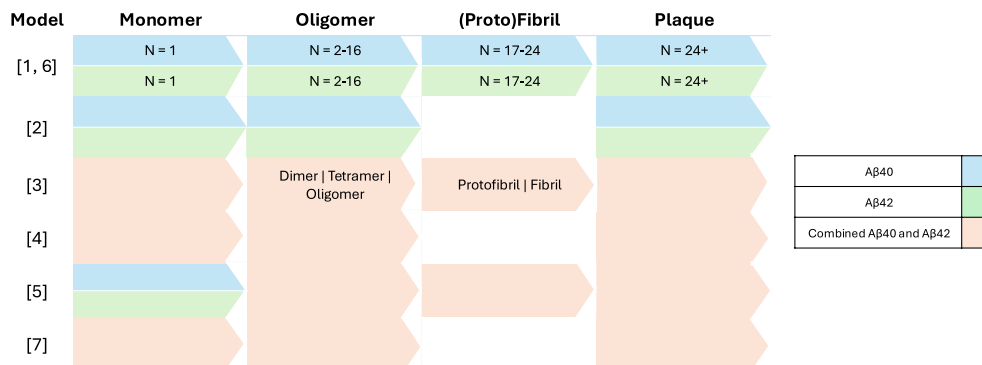 Model Monomer Oligomer (Proto)Fibril Plaque
[1, 6] N = 1 N = 2-16 N = 17-24 N = 24+
N = 1 N = 2-16 N = 17-24 N = 24+
[2]
[3] Dimer | Tetramer | Protofibril | Fibril
Oligomer
[4]
[5]
[7]
Aβ40
Aβ42
Combined Aβ40 and Aβ42